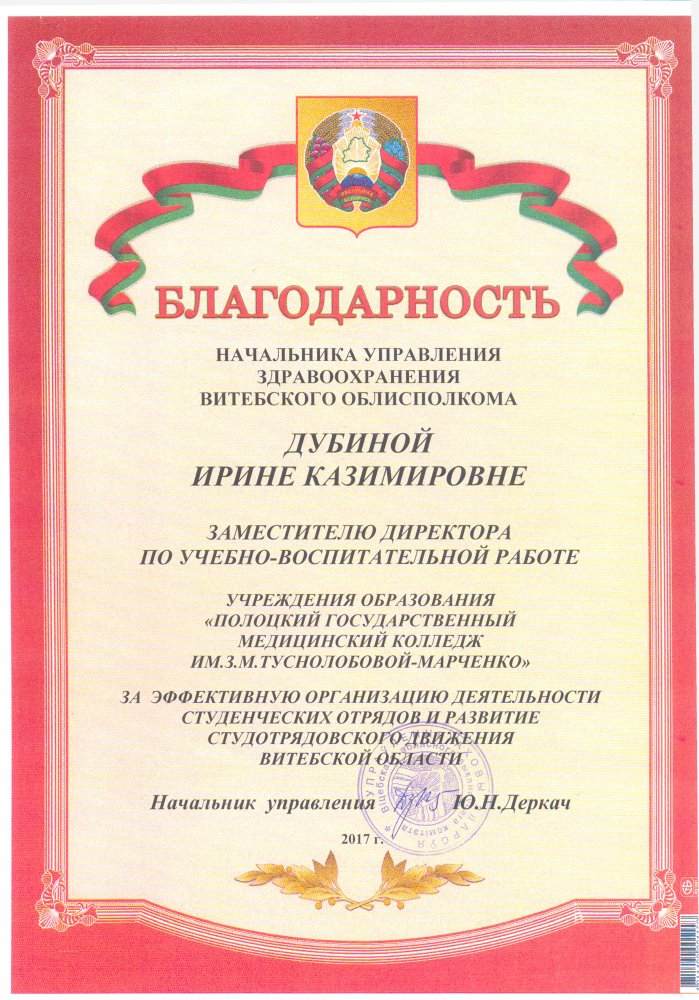 БЛАГОДАРНОСТЬ
НАЧАЛЬНИКА УПРАВЛЕНИЯ
ЗДРАВООХРАНЕНИЯ
ВИТЕБСКОГО ОБЛИСПОЛКОМА
ДУБИНОЙ
ИРИНЕ КАЗИМИРОВНЕ
ЗАМЕСТИТЕЛЮ ДИРЕКТОРА
ПО УЧЕБНО-ВОСПИТАТЕЛЬНОЙ РАБОТЕ
УЧРЕЖДЕНИЯ ОБРАЗОВАНИЯ
«ПОЛОЦКИЙ ГОСУДАРСТВЕННЫЙ
МЕДИЦИНСКИЙ КОЛЛЕДЖ
ИМ.З.М.ТУСНОЛОБОВОЙ-МАРЧЕНКО»
ЗА ЭФФЕКТИВНУЮ ОРГАНИЗАЦИЮ ДЕЯТЕЛЬНОСТИ
СТУДЕНЧЕСКИХ ОТРЯДОВ И РАЗВИТИЕ
СТУДОТРЯДОВСКОГО ДВИЖЕНИЯ
ВИТЕБСКОЙ ОБЛАСТИ
Начальник управления Ю.Н.Деркач
2017 г.